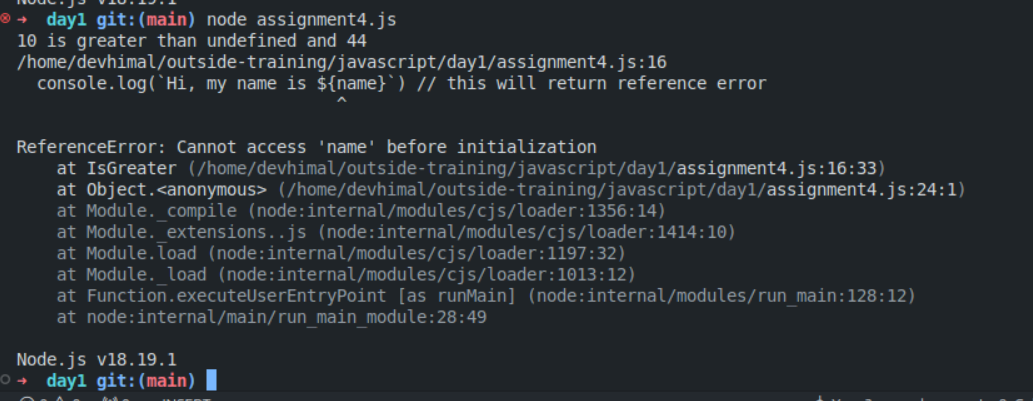 Node.js v18.19.1
→ day1 git:(main) node assignment4.js
10 is greater than undefined and 44
/home/devhimal/outside-training/javascript/day1/assignment4.js:16
  console.log(`Hi, my name is ${name}`) // this will return reference error
                                ^
ReferenceError: Cannot access 'name' before initialization
    at IsGreater (/home/devhimal/outside-training/javascript/day1/assignment4.js:16:33)
    at Object.<anonymous> (/home/devhimal/outside-training/javascript/day1/assignment4.js:24:1)
    at Module._compile (node:internal/modules/cjs/loader:1356:14)
    at Module._extensions..js (node:internal/modules/cjs/loader:1414:10)
    at Module.load (node:internal/modules/cjs/loader:1197:32)
    at Module._load (node:internal/modules/cjs/loader:1013:12)
    at Function.executeUserEntryPoint [as runMain] (node:internal/modules/run_main:128:12)
    at node:internal/main/run_main_module:28:49
Node.js v18.19.1
→ day1 git:(main)